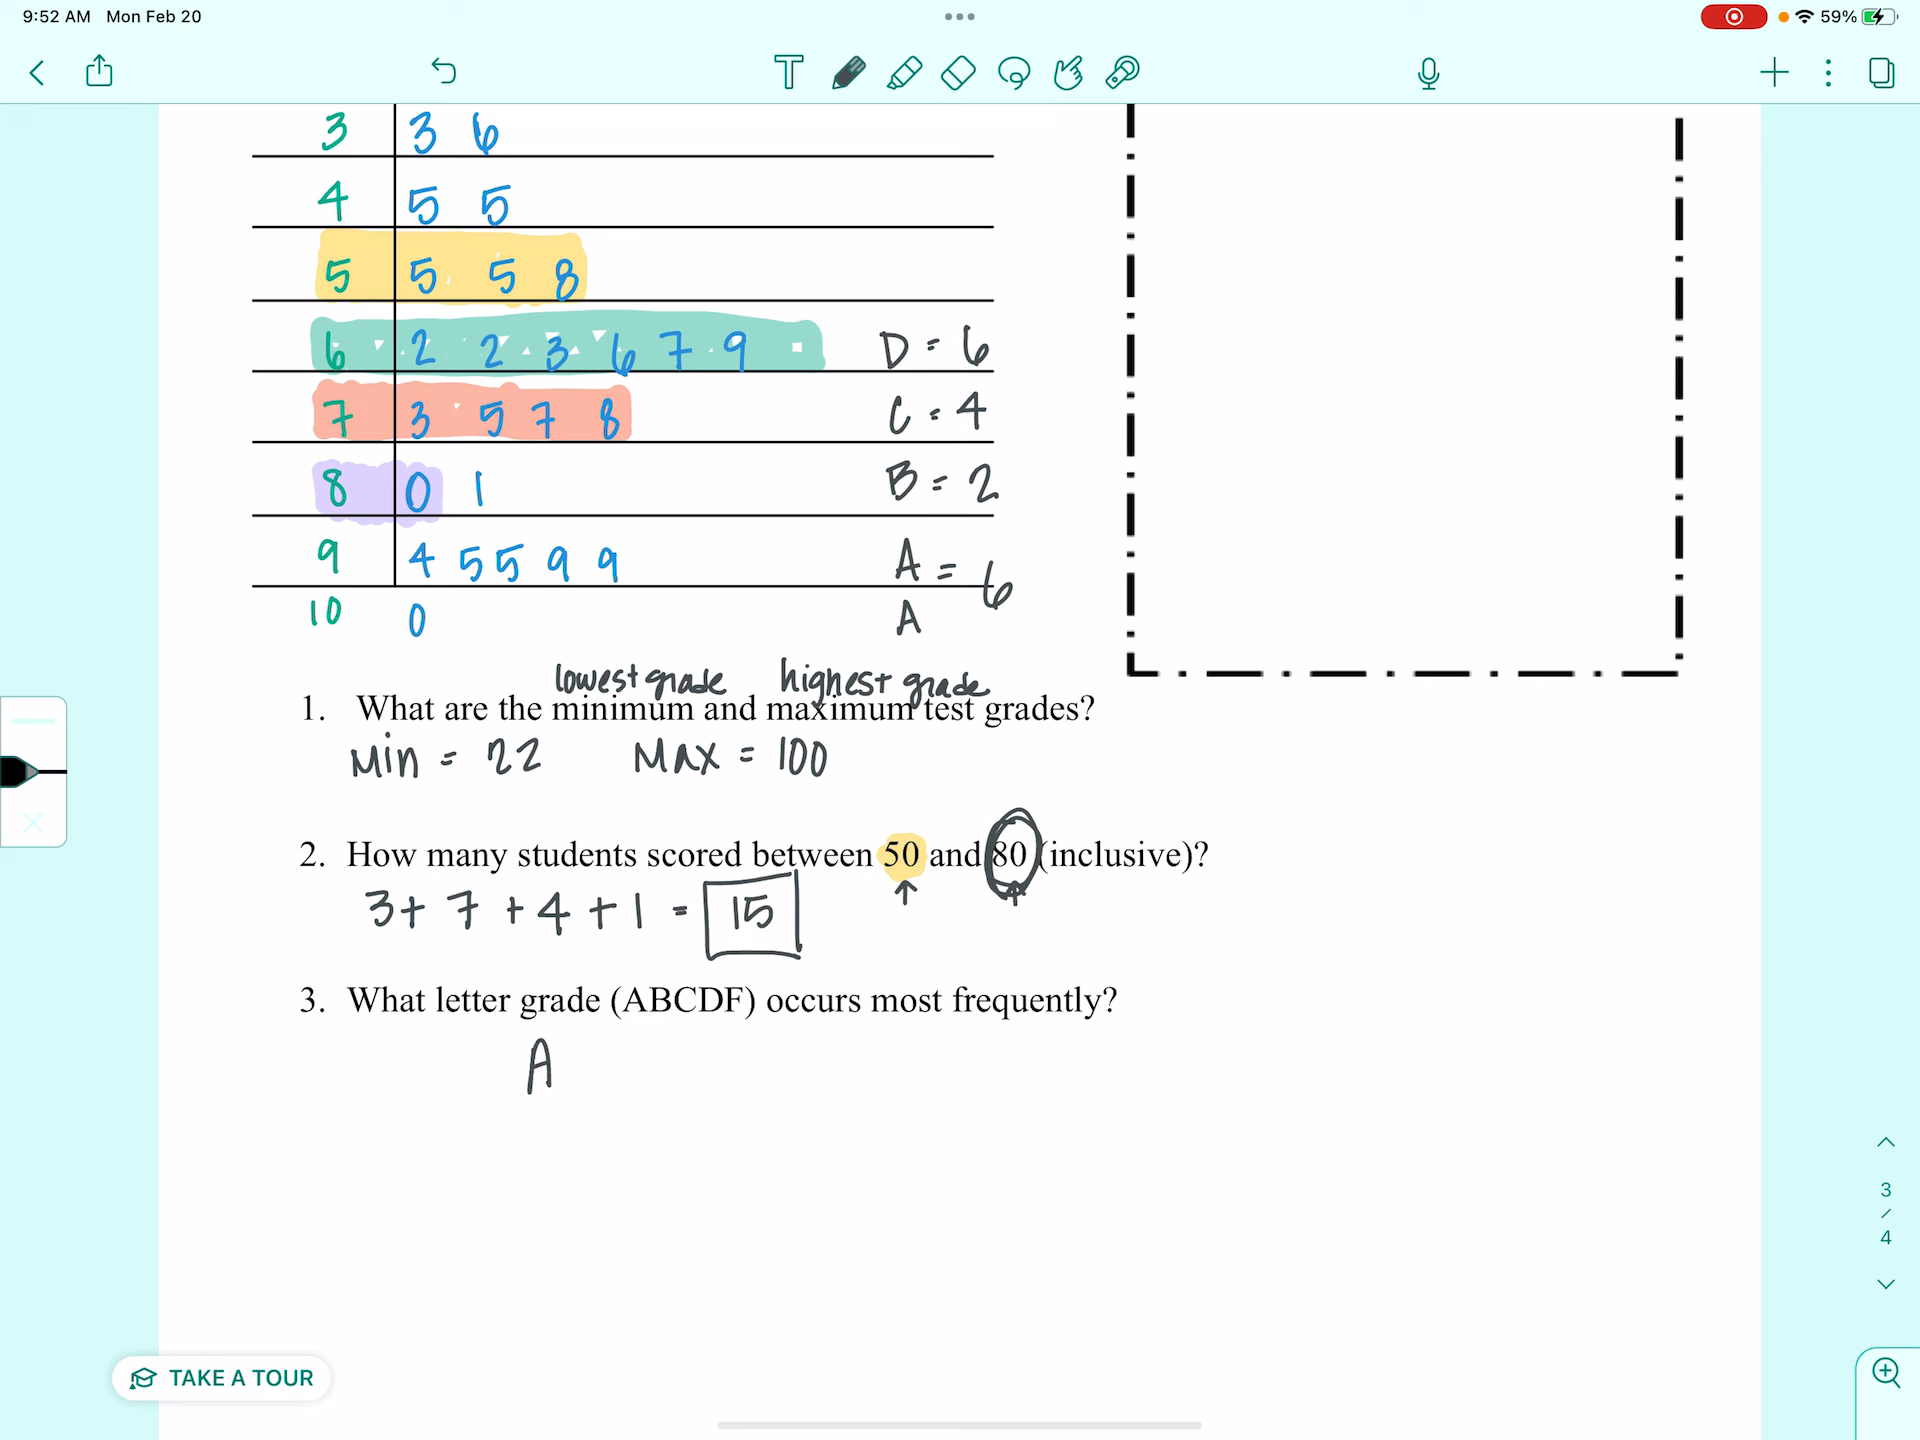 9:52 AM Mon Feb 20 59%
3 3 6
4 5 5
5 5 5 8
6 2 2 3 6 7 9 D = 6
7 3 5 7 8 C = 4
8 0 1 B = 2
9 4 5 5 9 9 A = 6
10 0 A
lowest grade highest grade
1. What are the minimum and maximum test grades?
Min = 22 Max = 100
2. How many students scored between 50 and 80 (inclusive)?
3 + 7 + 4 + 1 = 15
3. What letter grade (ABCDF) occurs most frequently?
A
3
/
4
TAKE A TOUR